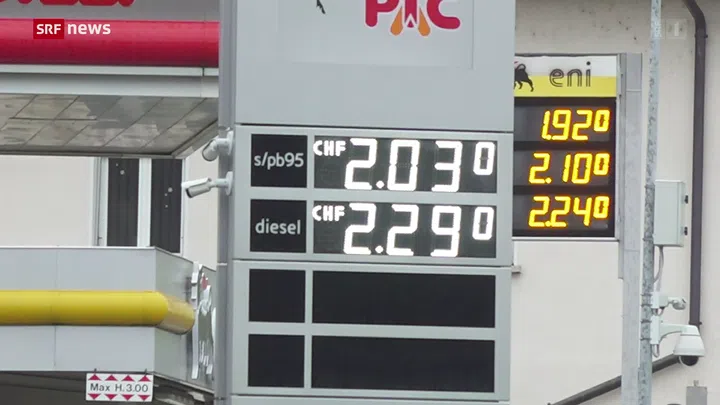 SRF news
PIC
eni
1.920
2.100
2.240
s/pb95
CHF 2.030
diesel
CHF 2.290
Max H. 3.00